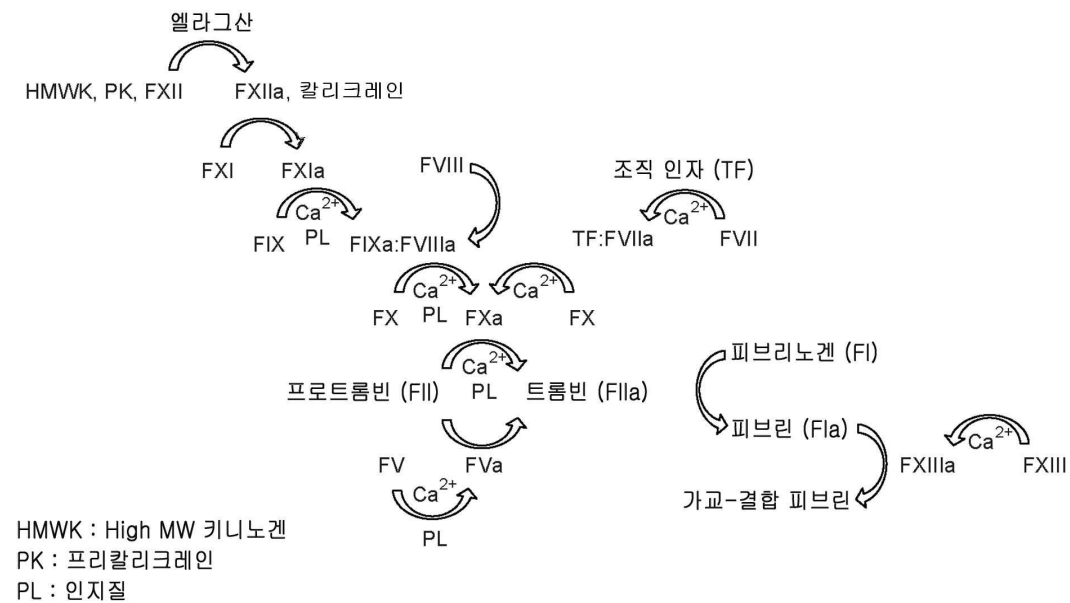 엘라그산
HMWK, PK, FXII FXIIa, 칼리크레인
FXI FXIa FVIII 조직 인자 (TF)
Ca2+ Ca2+
FIX PL FIXa:FVIIIa TF:FVIIa FVII
Ca2+ Ca2+
FX PL FXa FX
피브리노겐 (FI)
Ca2+
프로트롬빈 (FII) PL 트롬빈 (FIIa)
피브린 (FIa) Ca2+
FV FVa FXIIIa FXIII
Ca2+
가교-결합 피브린
PL
HMWK : High MW 키니노겐
PK : 프리칼리크레인
PL : 인지질